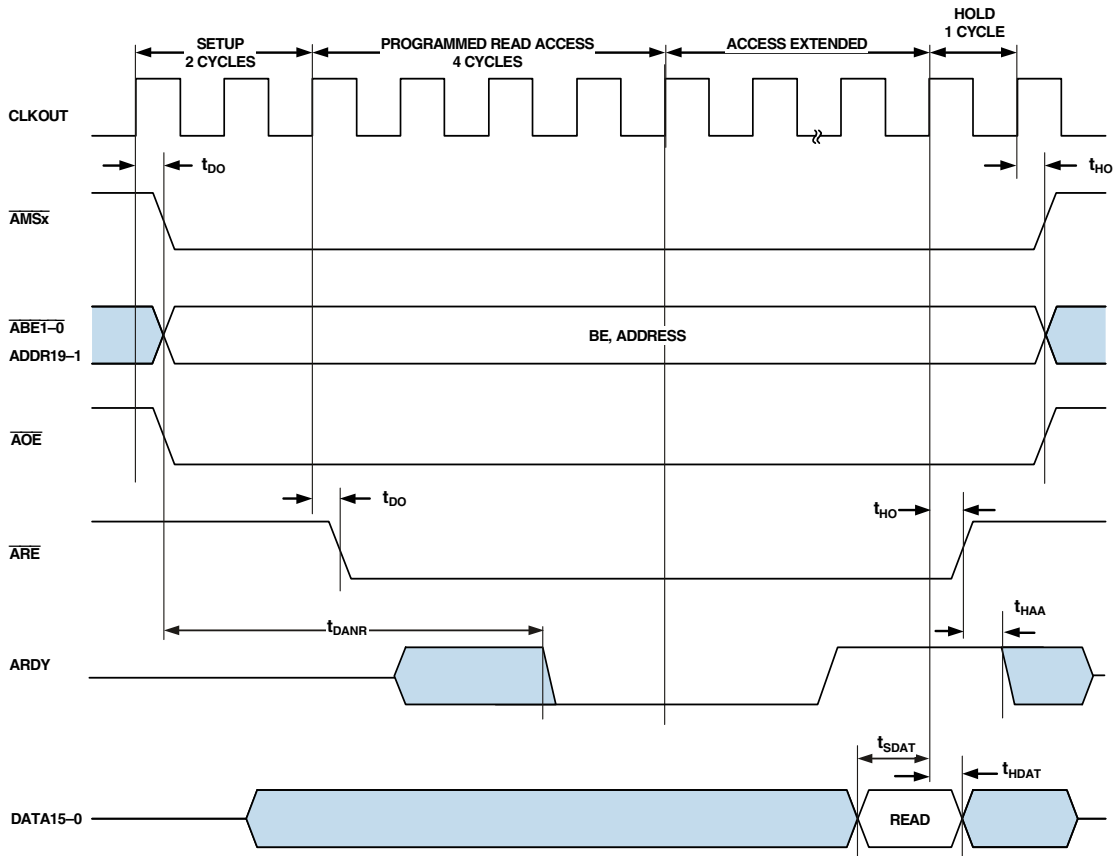 SETUP
2 CYCLES
PROGRAMMED READ ACCESS
4 CYCLES
ACCESS EXTENDED
HOLD
1 CYCLE
CLKOUT
tDO
tHO
AMSx
ABE1–0
ADDR19–1
BE, ADDRESS
AOE
tDO
tHO
ARE
tDANR
tHAA
ARDY
tSDAT
tHDAT
DATA15–0
READ